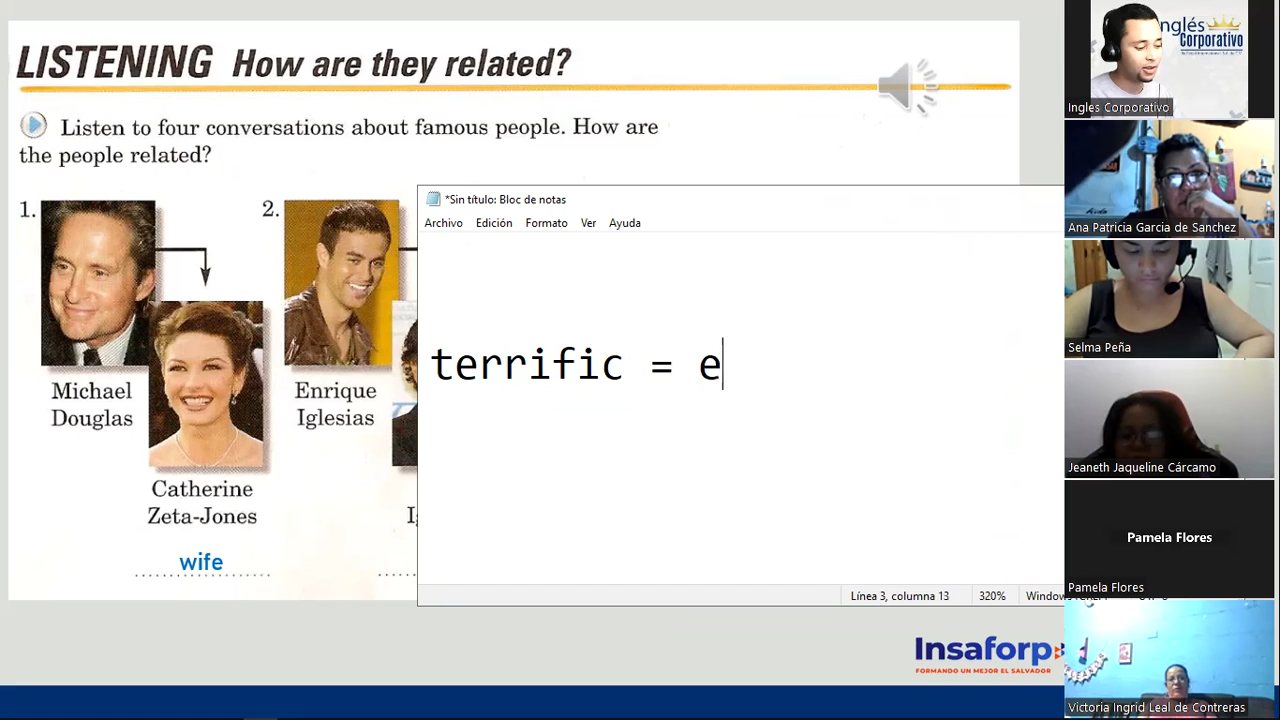 LISTENING How are they related?
Listen to four conversations about famous people. How are
the people related?
1.
2.
Michael
Douglas
Catherine
Zeta-Jones
wife
Enrique
Iglesias
*Sin título: Bloc de notas
Archivo Edición Formato Ver Ayuda
terrific = e
Línea 3, columna 13 320%
Insaforp
FORMANDO UN MEJOR EL SALVADOR
Inglés
Corporativo
Ingles Corporativo
Ana Patricia Garcia de Sanchez
Selma Peña
Jeaneth Jaqueline Cárcamo
Pamela Flores
Pamela Flores
Victoria Ingrid Leal de Contreras